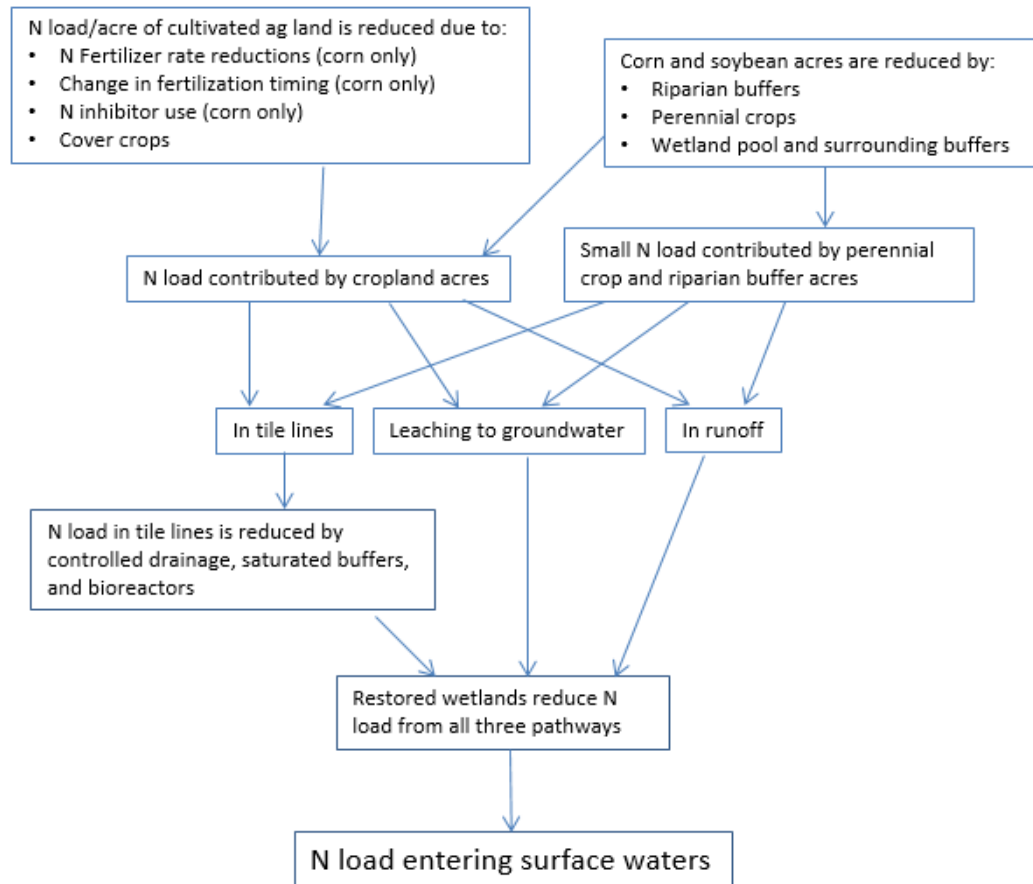 N load/acre of cultivated ag land is reduced due to:
• N Fertilizer rate reductions (corn only)
• Change in fertilization timing (corn only)
• N inhibitor use (corn only)
• Cover crops
Corn and soybean acres are reduced by:
• Riparian buffers
• Perennial crops
• Wetland pool and surrounding buffers
N load contributed by cropland acres
Small N load contributed by perennial
crop and riparian buffer acres
In tile lines
Leaching to groundwater
In runoff
N load in tile lines is reduced by
controlled drainage, saturated buffers,
and bioreactors
Restored wetlands reduce N
load from all three pathways
N load entering surface waters